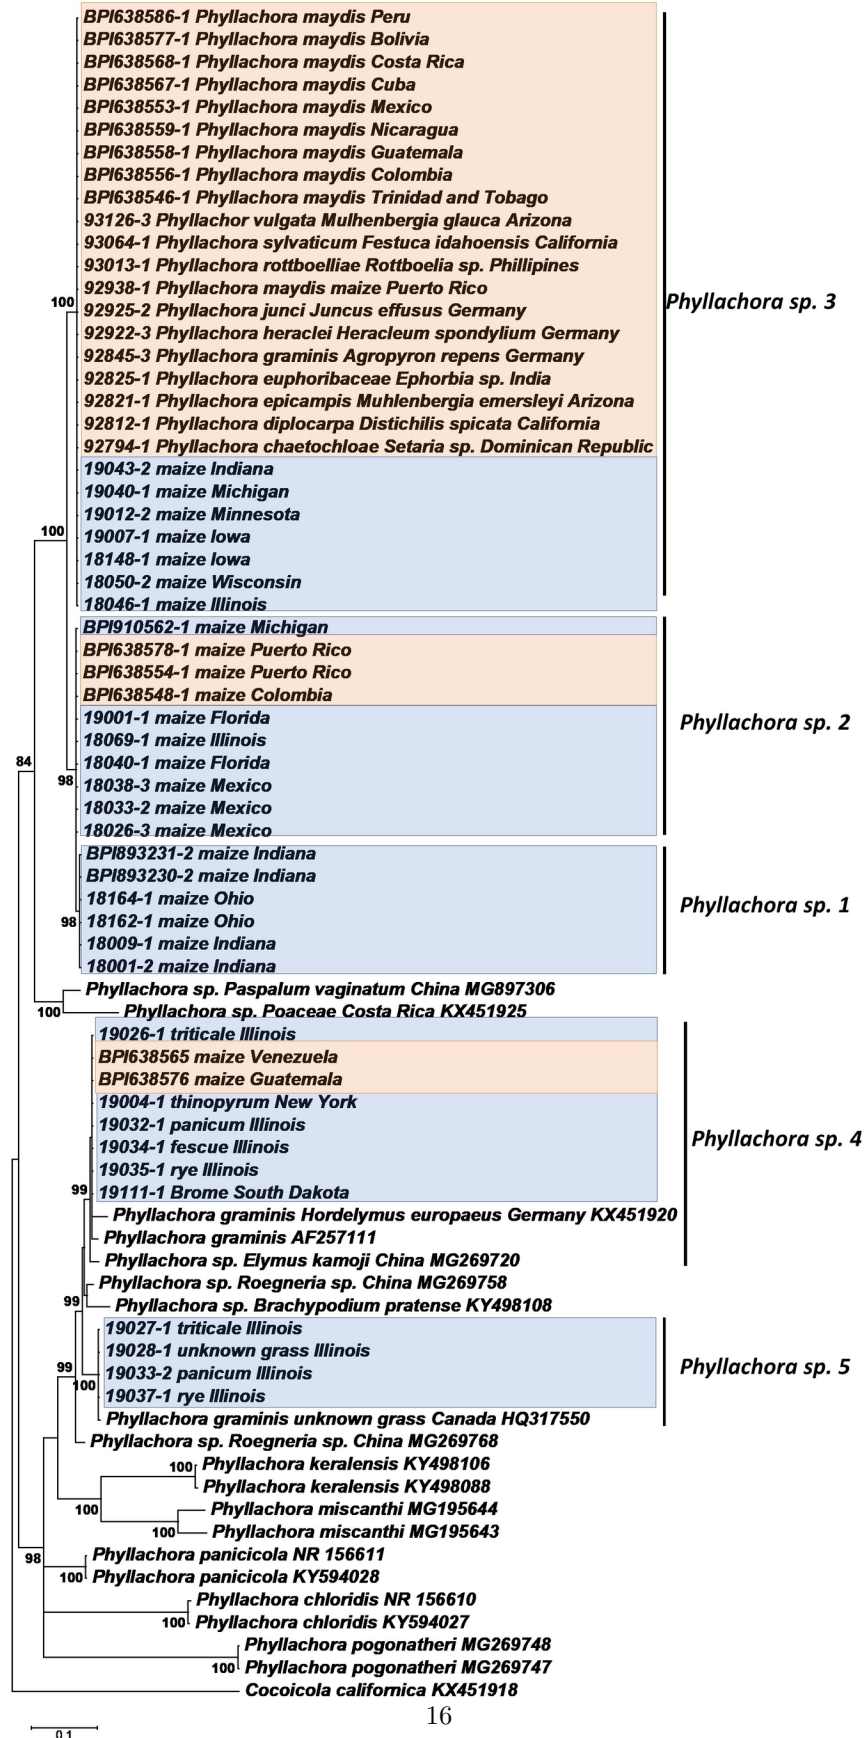 BPI638586-1 Phyllachora maydis Peru
BPI638577-1 Phyllachora maydis Bolivia
BPI638568-1 Phyllachora maydis Costa Rica
BPI638567-1 Phyllachora maydis Cuba
BPI638553-1 Phyllachora maydis Mexico
BPI638559-1 Phyllachora maydis Nicaragua
BPI638558-1 Phyllachora maydis Guatemala
BPI638556-1 Phyllachora maydis Colombia
BPI638546-1 Phyllachora maydis Trinidad and Tobago
93126-3 Phyllachor vulgata Mulhenbergia glauca Arizona
93064-1 Phyllachora sylvaticum Festuca idahoensis California
93013-1 Phyllachora rottboelliae Rottboelia sp. Phillipines
92938-1 Phyllachora maydis maize Puerto Rico
100
Phyllachora sp. 3
92925-2 Phyllachora junci Juncus effusus Germany
92922-3 Phyllachora heraclei Heracleum spondylium Germany
92845-3 Phyllachora graminis Agropyron repens Germany
92825-1 Phyllachora euphoribaceae Ephorbia sp. India
92821-1 Phyllachora epicampis Muhlenbergia emersleyi Arizona
92812-1 Phyllachora diplocarpa Distichilis spicata California
92794-1 Phyllachora chaetochloae Setaria sp. Dominican Republic
19043-2 maize Indiana
19040-1 maize Michigan
19012-2 maize Minnesota
100
19007-1 maize Iowa
18148-1 maize Iowa
18050-2 maize Wisconsin
18046-1 maize Illinois
BPI910562-1 maize Michigan
BPI638578-1 maize Puerto Rico
BPI638554-1 maize Puerto Rico
BPI638548-1 maize Colombia
19001-1 maize Florida
Phyllachora sp. 2
18069-1 maize Illinois
84
18040-1 maize Florida
98
18038-3 maize Mexico
18033-2 maize Mexico
18026-3 maize Mexico
BPI893231-2 maize Indiana
BPI893230-2 maize Indiana
18164-1 maize Ohio
Phyllachora sp. 1
98
18162-1 maize Ohio
18009-1 maize Indiana
18001-2 maize Indiana
Phyllachora sp. Paspalum vaginatum China MG897306
100
Phyllachora sp. Poaceae Costa Rica KX451925
19026-1 triticale Illinois
BPI638565 maize Venezuela
BPI638576 maize Guatemala
19004-1 thinopyrum New York
19032-1 panicum Illinois
Phyllachora sp. 4
19034-1 fescue Illinois
19035-1 rye Illinois
99
19111-1 Brome South Dakota
Phyllachora graminis Hordelymus europaeus Germany KX451920
Phyllachora graminis AF257111
Phyllachora sp. Elymus kamoji China MG269720
Phyllachora sp. Roegneria sp. China MG269758
99
Phyllachora sp. Brachypodium pratense KY498108
19027-1 triticale Illinois
19028-1 unknown grass Illinois
Phyllachora sp. 5
99
19033-2 panicum Illinois
100
19037-1 rye Illinois
Phyllachora graminis unknown grass Canada HQ317550
Phyllachora sp. Roegneria sp. China MG269768
100
Phyllachora keralensis KY498106
Phyllachora keralensis KY498088
100
Phyllachora miscanthi MG195644
100
Phyllachora miscanthi MG195643
98
Phyllachora panicicola NR 156611
100
Phyllachora panicicola KY594028
Phyllachora chloridis NR 156610
100
Phyllachora chloridis KY594027
Phyllachora pogonatheri MG269748
100
Phyllachora pogonatheri MG269747
Cocoicola californica KX451918
16
0.1